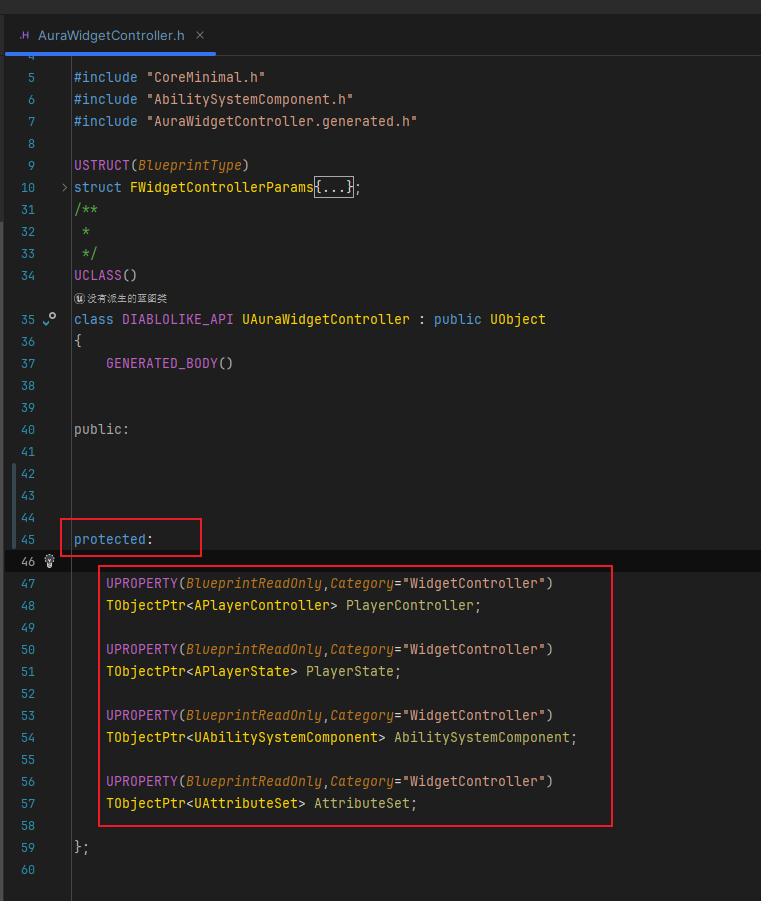 .H AuraWidgetController.h ×
4
5 #include "CoreMinimal.h"
6 #include "AbilitySystemComponent.h"
7 #include "AuraWidgetController.generated.h"
8
9 USTRUCT(BlueprintType)
10 struct FWidgetControllerParams{...};
31 /**
32 *
33 */
34 UCLASS()
没有派生的蓝图类
35 class DIABLOLIKE_API UAuraWidgetController : public UObject
36 {
37 GENERATED_BODY()
38
39
40 public:
41
42
43
44
45 protected:
46
47 UPROPERTY(BlueprintReadOnly,Category="WidgetController")
48 TObjectPtr<APlayerController> PlayerController;
49
50 UPROPERTY(BlueprintReadOnly,Category="WidgetController")
51 TObjectPtr<APlayerState> PlayerState;
52
53 UPROPERTY(BlueprintReadOnly,Category="WidgetController")
54 TObjectPtr<UAbilitySystemComponent> AbilitySystemComponent;
55
56 UPROPERTY(BlueprintReadOnly,Category="WidgetController")
57 TObjectPtr<UAttributeSet> AttributeSet;
58
59 };
60